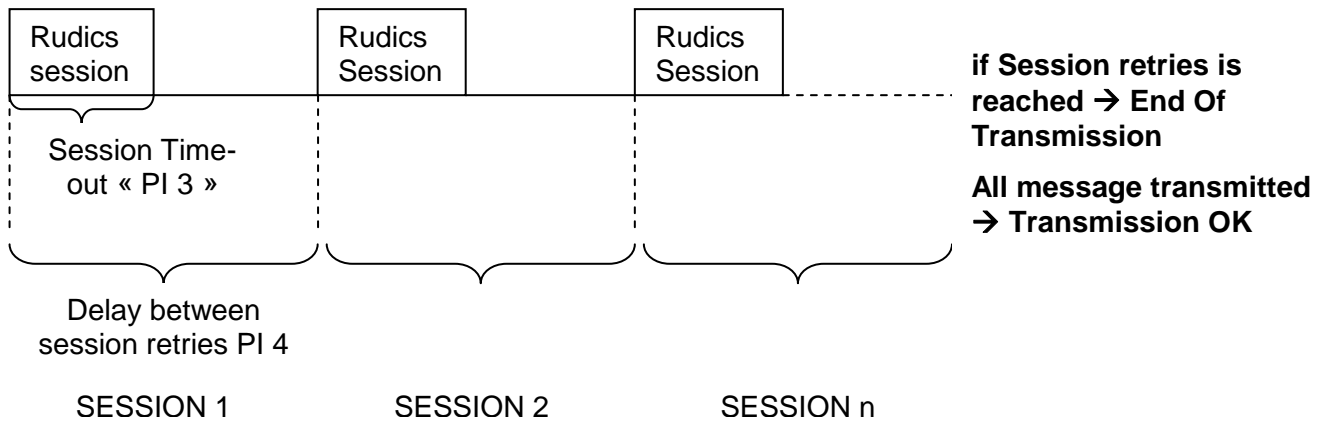 Rudics
session
Rudics
Session
Rudics
Session
if Session retries is
reached → End Of
Transmission
All message transmitted
→ Transmission OK
Session Time-
out « PI 3 »
Delay between
session retries PI 4
SESSION 1
SESSION 2
SESSION n